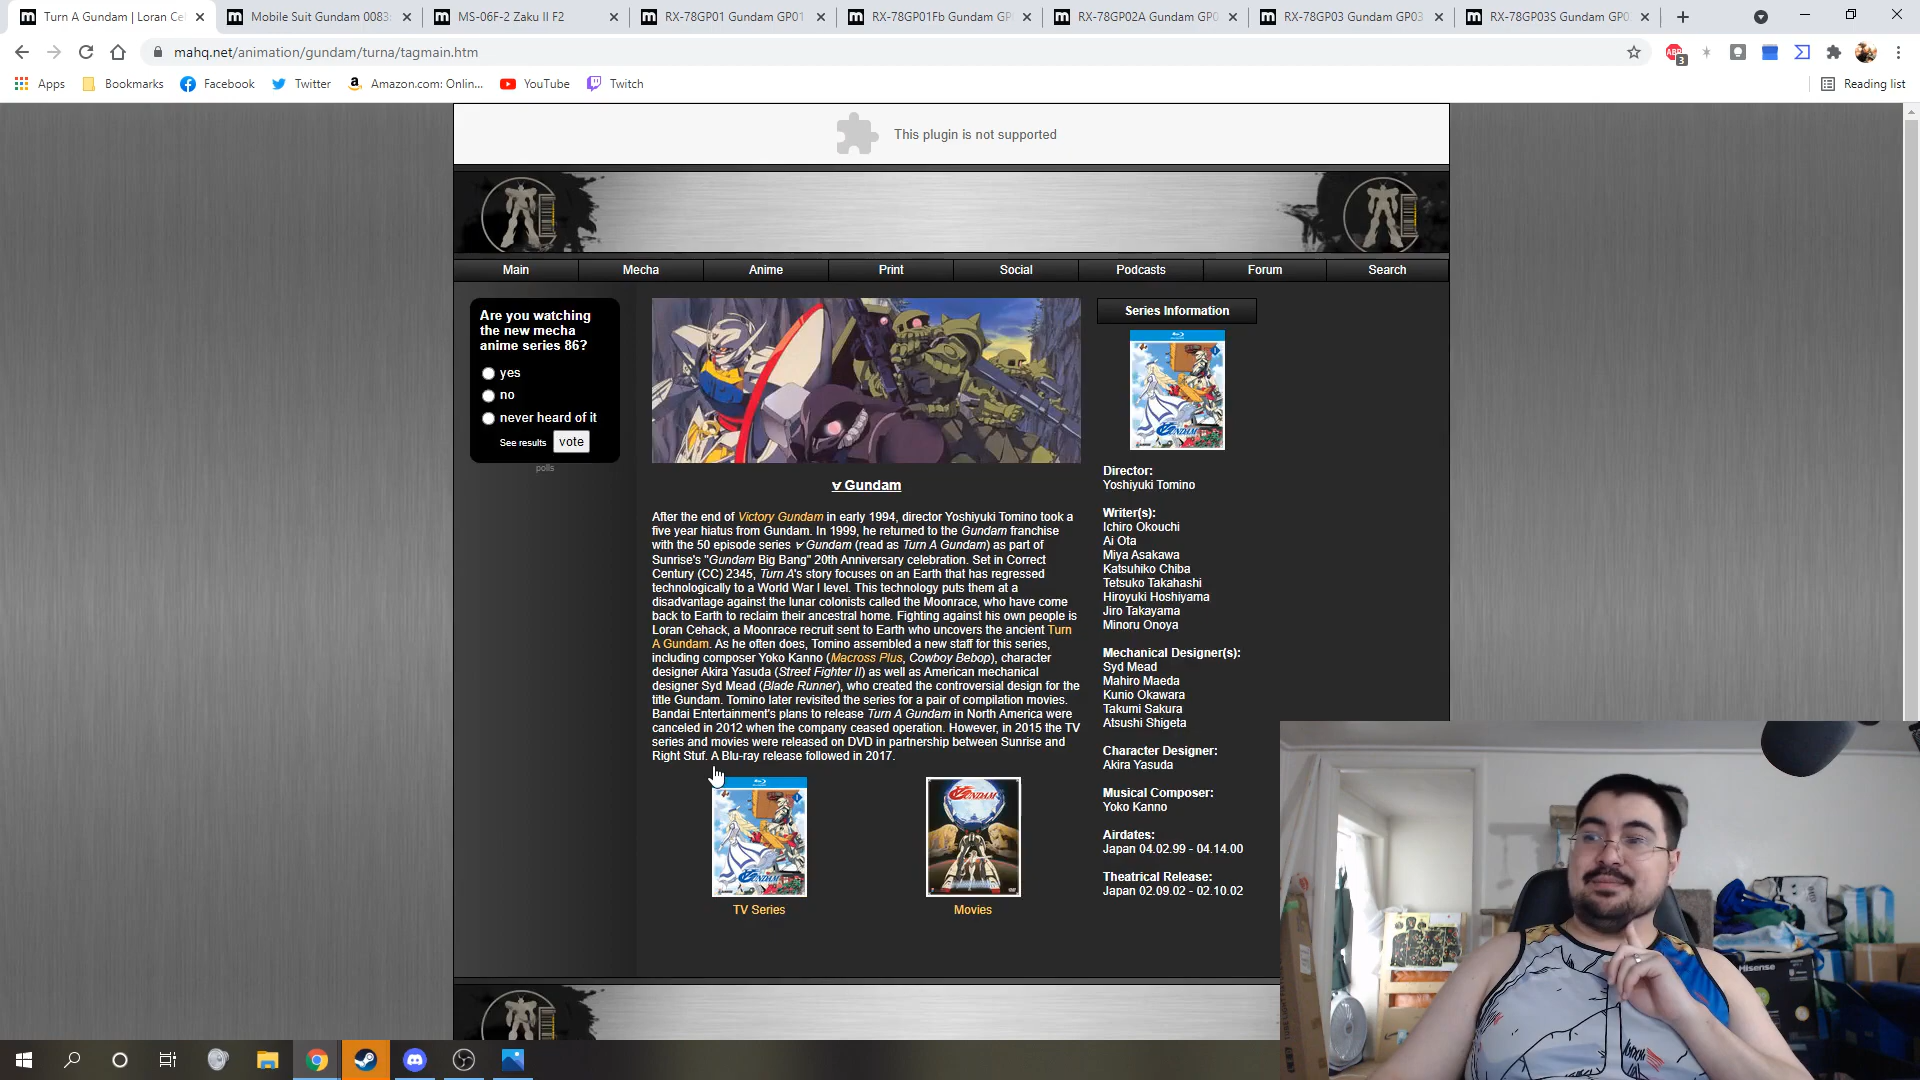 Turn A Gundam | Loran Ce
Mobile Suit Gundam 0083:
MS-06F-2 Zaku II F2
RX-78GP01 Gundam GP01
RX-78GP01Fb Gundam GP
RX-78GP02A Gundam GP0
RX-78GP03 Gundam GP03
RX-78GP03S Gundam GP0
mahq.net/animation/gundam/turna/tagmain.htm
ABP
3
Apps
Bookmarks
Facebook
Twitter
Amazon.com: Onlin...
YouTube
Twitch
Reading list
This plugin is not supported
Main
Mecha
Anime
Print
Social
Podcasts
Forum
Search
Are you watching
the new mecha
anime series 86?
yes
no
never heard of it
See results
vote
polls
∀ Gundam
After the end of Victory Gundam in early 1994, director Yoshiyuki Tomino took a
five year hiatus from Gundam. In 1999, he returned to the Gundam franchise
with the 50 episode series ∀ Gundam (read as Turn A Gundam) as part of
Sunrise's "Gundam Big Bang" 20th Anniversary celebration. Set in Correct
Century (CC) 2345, Turn A's story focuses on an Earth that has regressed
technologically to a World War I level. This technology puts them at a
disadvantage against the lunar colonists called the Moonrace, who have come
back to Earth to reclaim their ancestral home. Fighting against his own people is
Loran Cehack, a Moonrace recruit sent to Earth who uncovers the ancient Turn
A Gundam. As he often does, Tomino assembled a new staff for this series,
including composer Yoko Kanno (Macross Plus, Cowboy Bebop), character
designer Akira Yasuda (Street Fighter II) as well as American mechanical
designer Syd Mead (Blade Runner), who created the controversial design for the
title Gundam. Tomino later revisited the series for a pair of compilation movies.
Bandai Entertainment's plans to release Turn A Gundam in North America were
canceled in 2012 when the company ceased operation. However, in 2015 the TV
series and movies were released on DVD in partnership between Sunrise and
Right Stuf. A Blu-ray release followed in 2017.
GUNDAM
TV Series
GUNDAM
Movies
Series Information
GUNDAM
Director:
Yoshiyuki Tomino
Writer(s):
Ichiro Okouchi
Ai Ota
Miya Asakawa
Katsuhiko Chiba
Tetsuko Takahashi
Hiroyuki Hoshiyama
Jiro Takayama
Minoru Onoya
Mechanical Designer(s):
Syd Mead
Mahiro Maeda
Kunio Okawara
Takumi Sakura
Atsushi Shigeta
Character Designer:
Akira Yasuda
Musical Composer:
Yoko Kanno
Airdates:
Japan 04.02.99 - 04.14.00
Theatrical Release:
Japan 02.09.02 - 02.10.02
Hisense